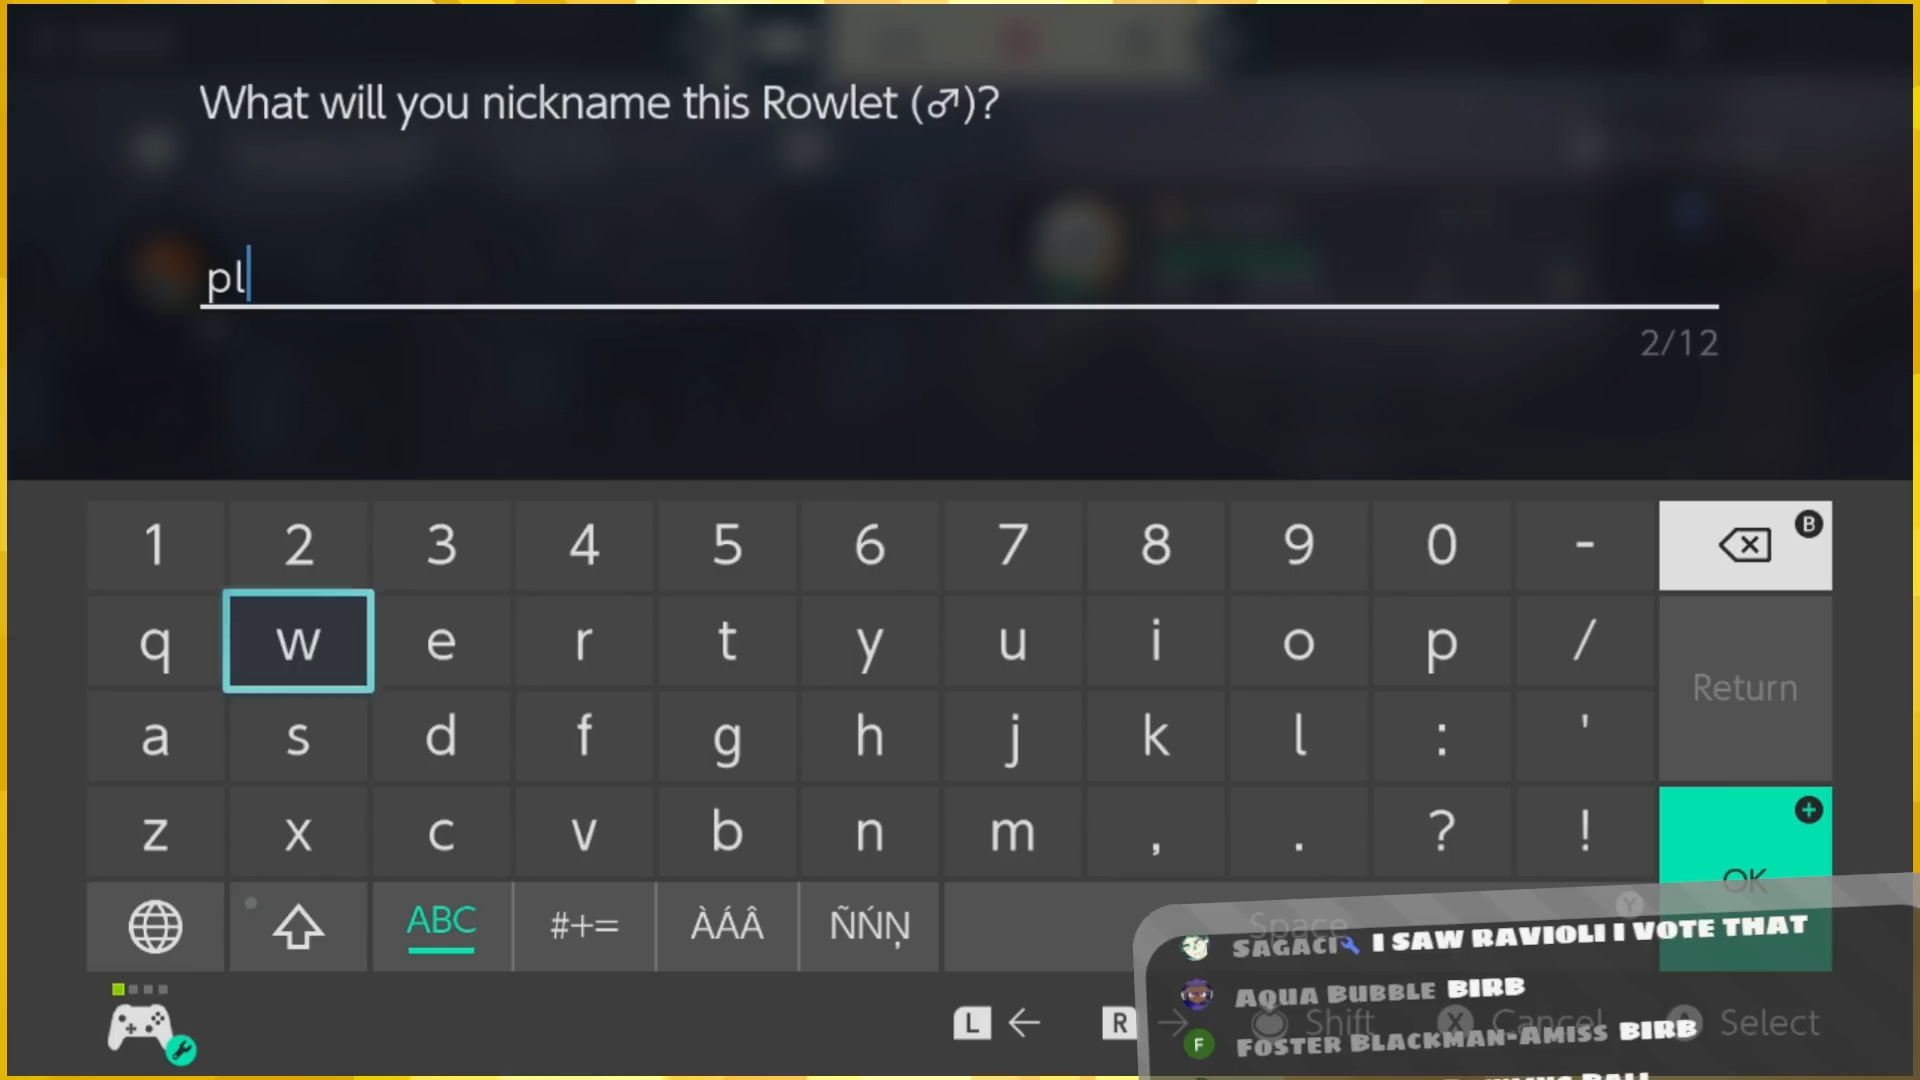 What will you nickname this Rowlet (♂)?
pl
2/12
1 2 3 4 5 6 7 8 9 0 -
B
q w e r t y u i o p /
Return
a s d f g h j k l : '
z x c v b n m , . ? !
+
OK
ABC #+= ÀÁÂ ÑŃŅ Space Y
SAGACI I SAW RAVIOLI I VOTE THAT
AQUA BUBBLE BIRB
L ← R → Shift X Cancel A Select
F FOSTER BLACKMAN-AMISS BIRB
BALL